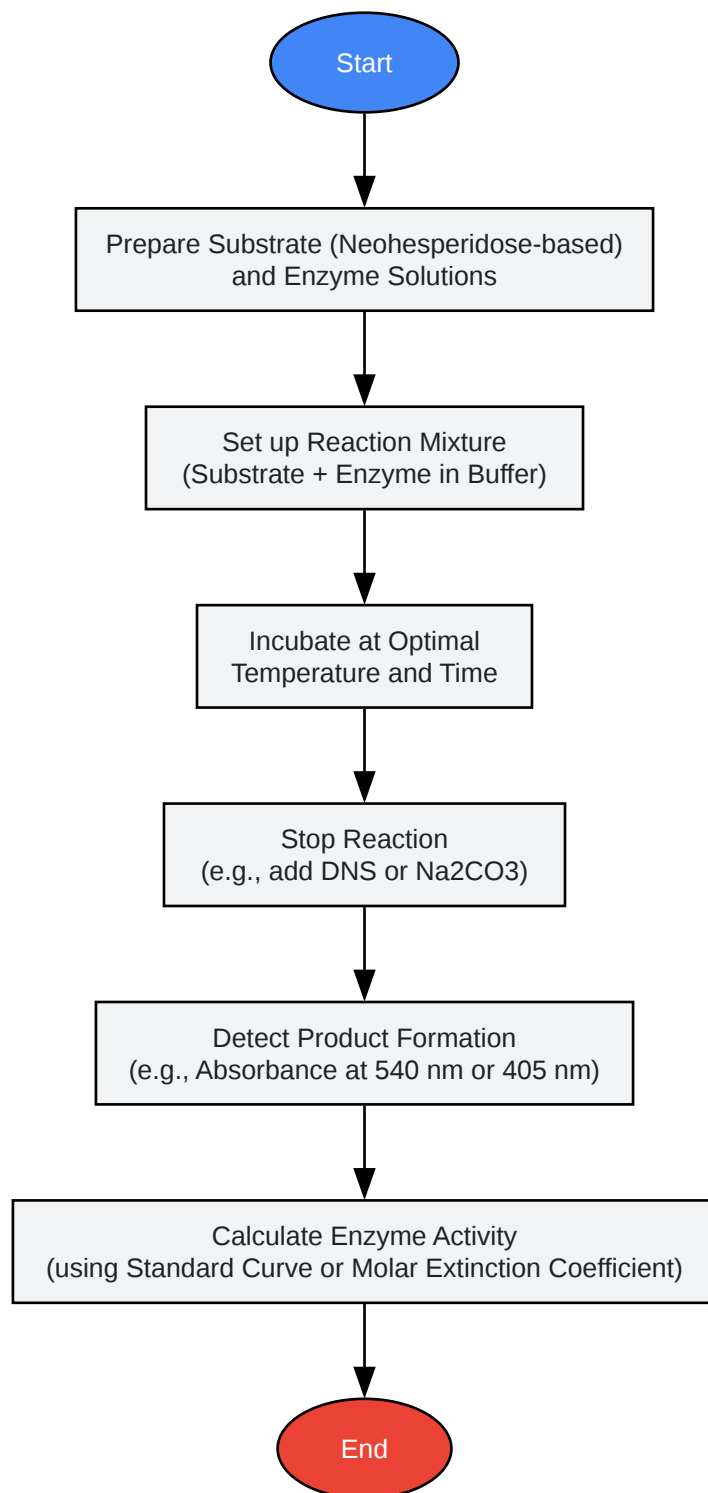 Start
Prepare Substrate (Neohesperidose-based)
and Enzyme Solutions
Set up Reaction Mixture
(Substrate + Enzyme in Buffer)
Incubate at Optimal
Temperature and Time
Stop Reaction
(e.g., add DNS or Na2CO3)
Detect Product Formation
(e.g., Absorbance at 540 nm or 405 nm)
Calculate Enzyme Activity
(using Standard Curve or Molar Extinction Coefficient)
End